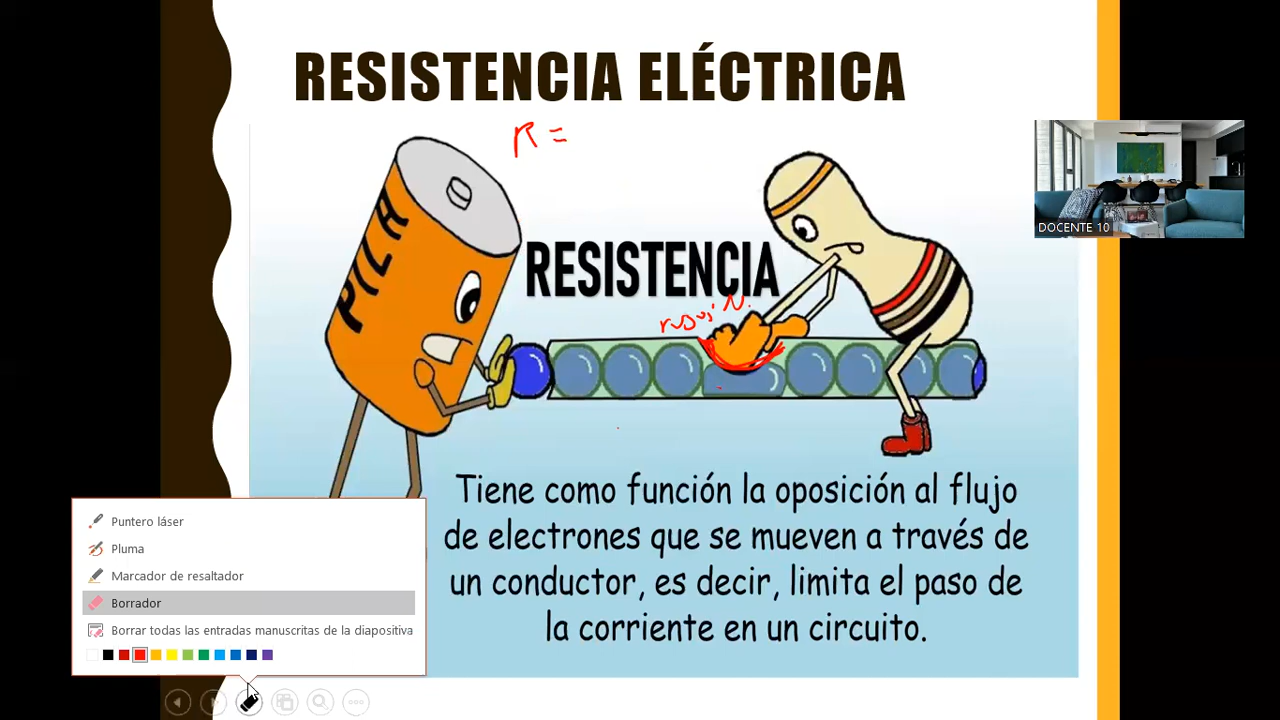 RESISTENCIA ELÉCTRICA
R =
DOCENTE 10
PILA
RESISTENCIA
Tiene como función la oposición al flujo
de electrones que se mueven a través de
un conductor, es decir, limita el paso de
la corriente en un circuito.
Puntero láser
Pluma
Marcador de resaltador
Borrador
Borrar todas las entradas manuscritas de la diapositiva